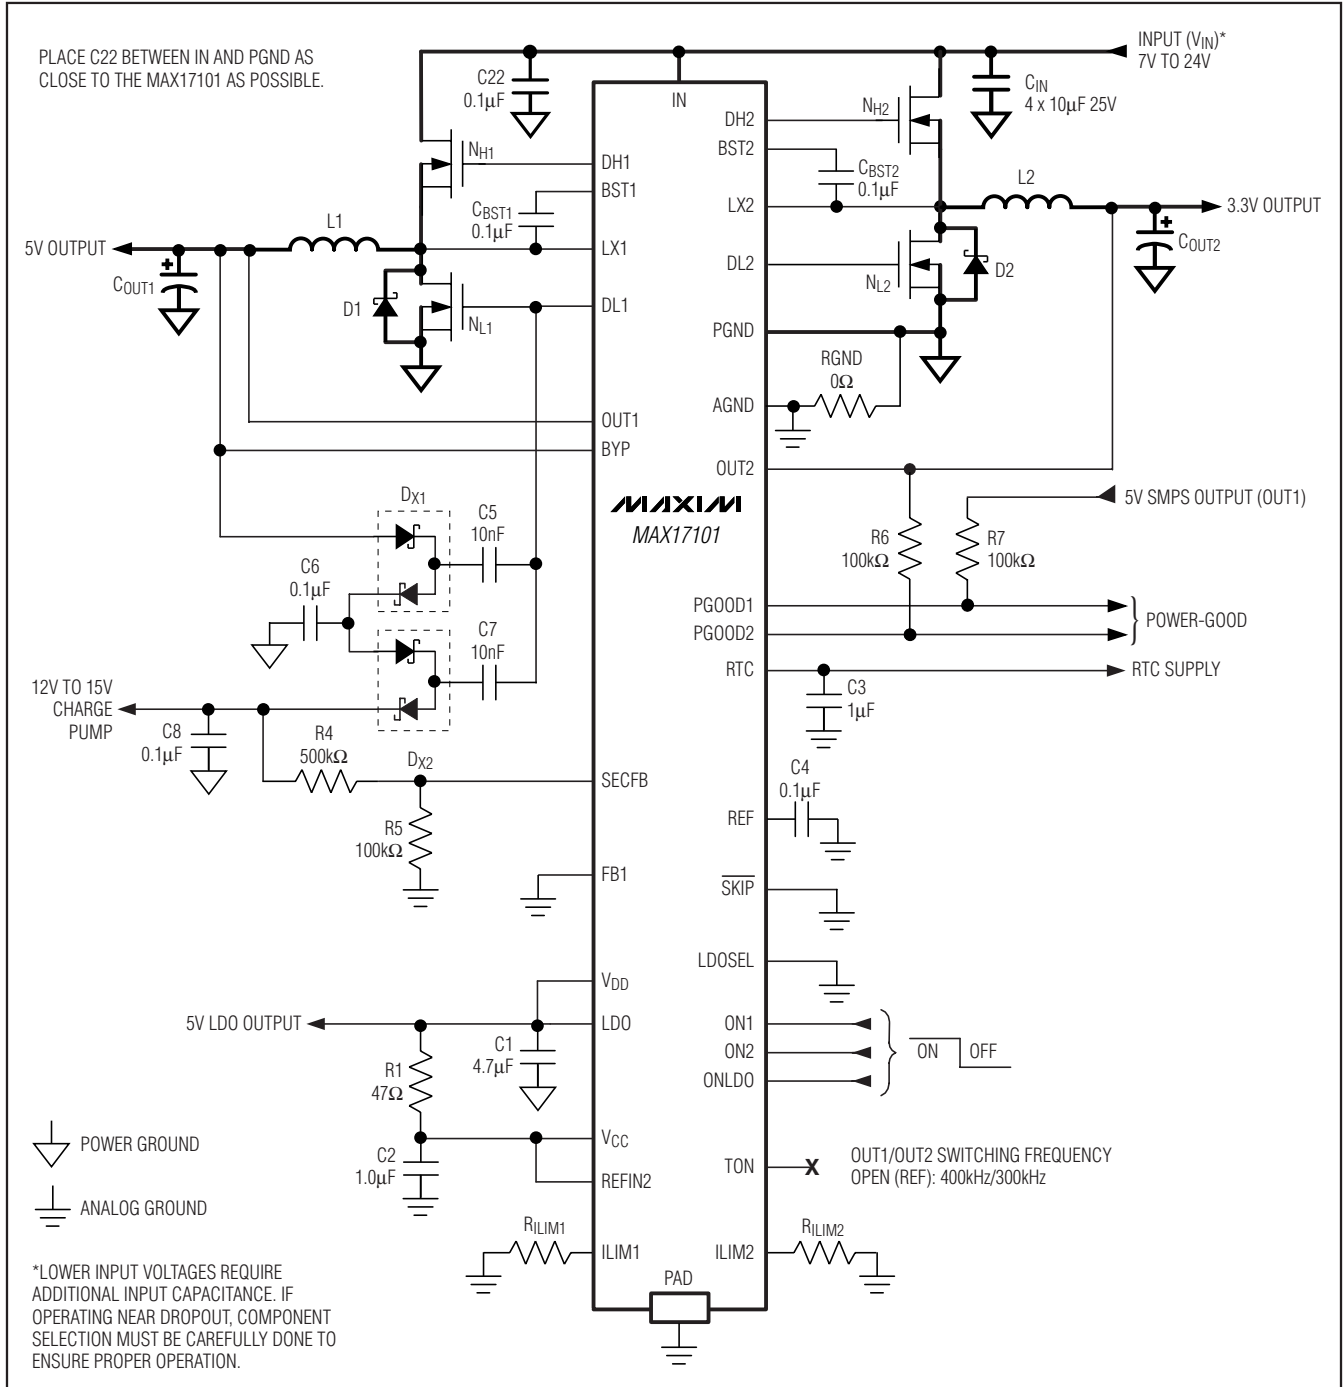 PLACE C22 BETWEEN IN AND PGND AS
CLOSE TO THE MAX17101 AS POSSIBLE.
INPUT (VIN)*
7V TO 24V
C22
0.1μF
IN
CIN
4 x 10μF 25V
NH1
DH1
BST1
CBST1
0.1μF
LX1
L1
5V OUTPUT
COUT1
D1
NL1
DL1
DH2
NH2
BST2
CBST2
0.1μF
LX2
L2
3.3V OUTPUT
COUT2
DL2
NL2
D2
PGND
RGND
0Ω
AGND
OUT1
BYP
OUT2
MAXIM
MAX17101
5V SMPS OUTPUT (OUT1)
R6
100kΩ
R7
100kΩ
DX1
C5
10nF
C6
0.1μF
C7
10nF
PGOOD1
PGOOD2
POWER-GOOD
RTC
RTC SUPPLY
C3
1μF
12V TO 15V
CHARGE
PUMP
C8
0.1μF
R4
500kΩ
DX2
SECFB
R5
100kΩ
C4
0.1μF
REF
FB1
SKIP
LDOSEL
VDD
5V LDO OUTPUT
LDO
C1
4.7μF
R1
47Ω
ON1
ON2
ONLDO
ON
OFF
VCC
C2
1.0μF
REFIN2
TON
X
OUT1/OUT2 SWITCHING FREQUENCY
OPEN (REF): 400kHz/300kHz
POWER GROUND
ANALOG GROUND
RILIM1
ILIM1
ILIM2
RILIM2
PAD
*LOWER INPUT VOLTAGES REQUIRE
ADDITIONAL INPUT CAPACITANCE. IF
OPERATING NEAR DROPOUT, COMPONENT
SELECTION MUST BE CAREFULLY DONE TO
ENSURE PROPER OPERATION.